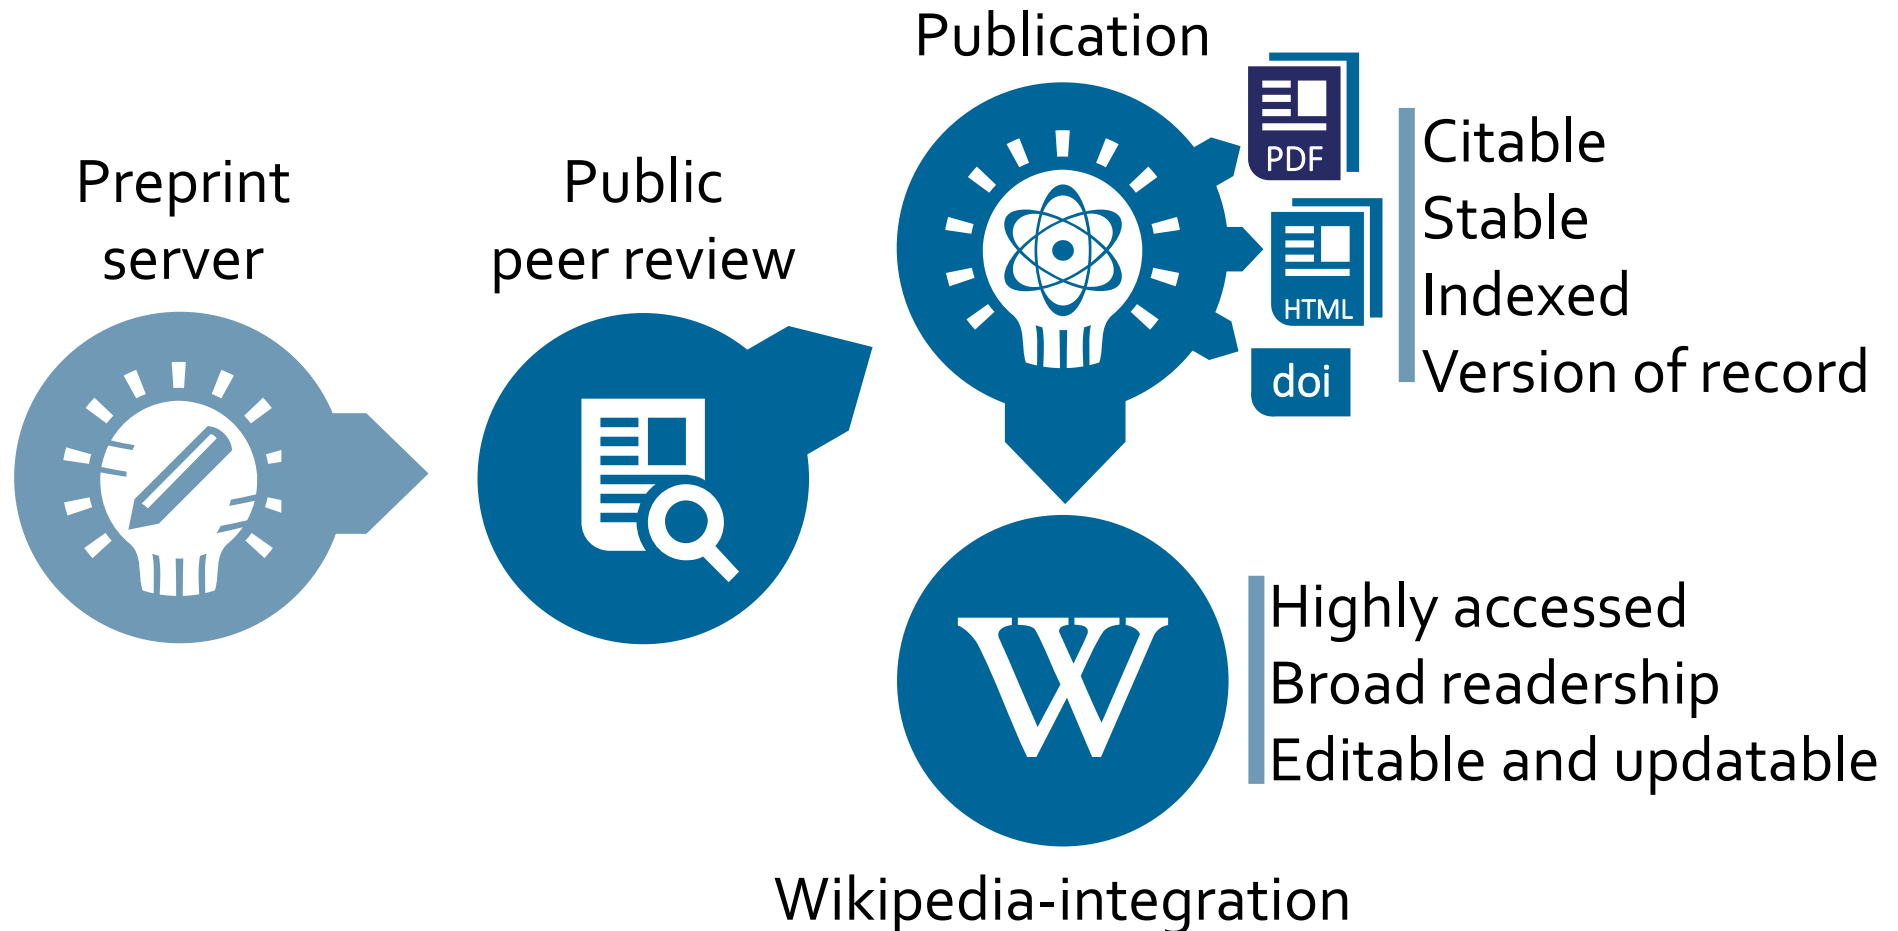 Preprint
server
Public
peer review
Publication
PDF
HTML
doi
Citable
Stable
Indexed
Version of record
W
Highly accessed
Broad readership
Editable and updatable
Wikipedia-integration